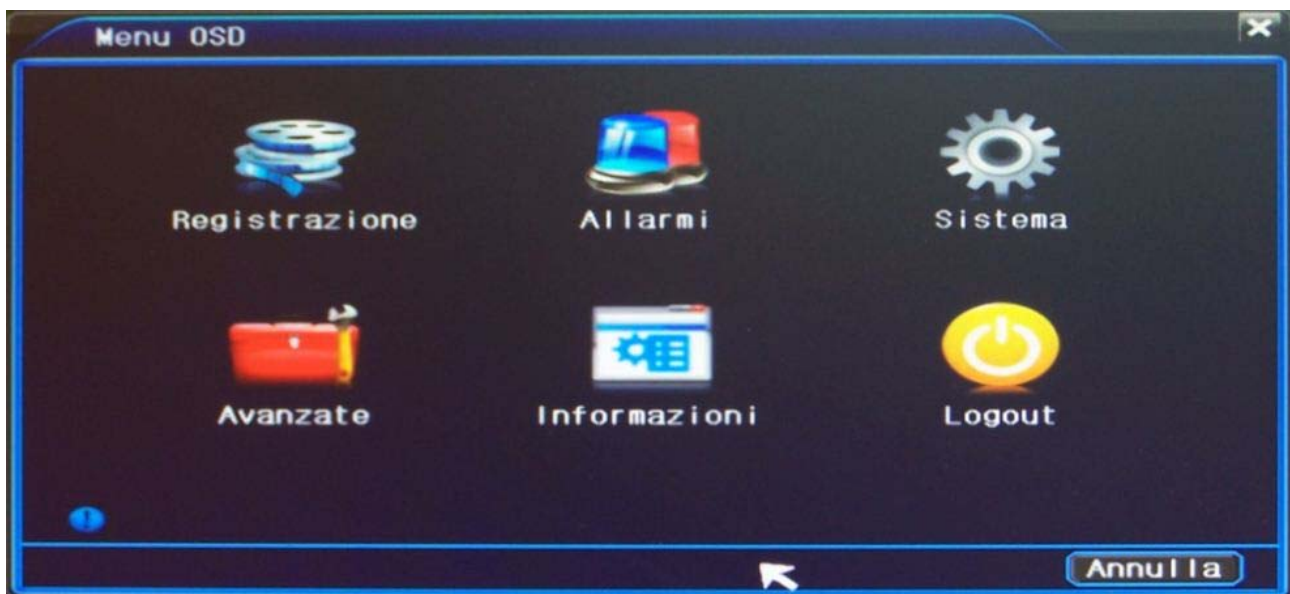 Menu OSD
Registrazione Allarmi Sistema
Avanzate Informazioni Logout
Annulla